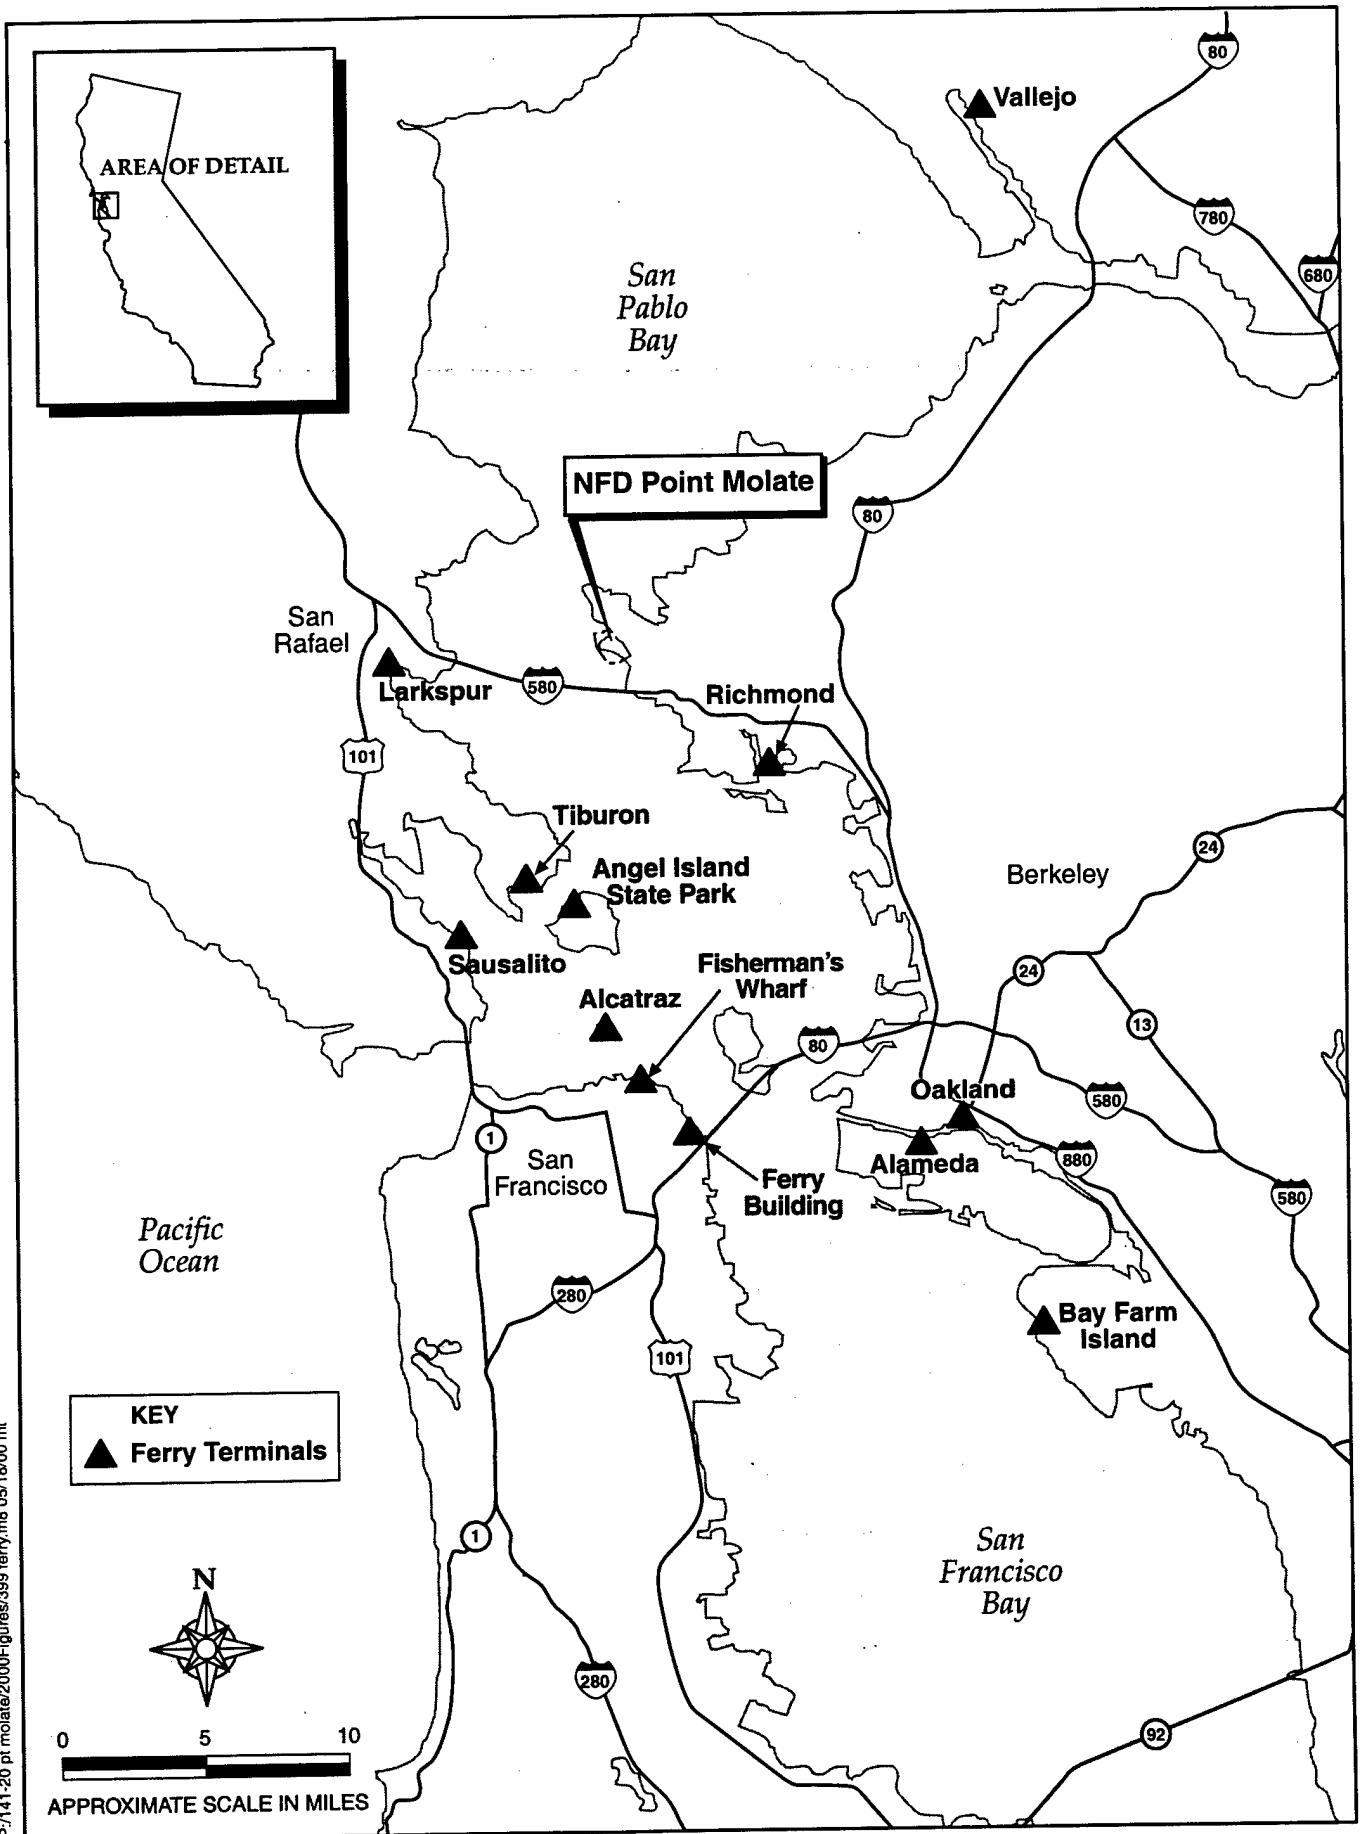 AREA OF DETAIL
80
Vallejo
780
680
San
Pablo
Bay
NFD Point Molate
80
San
Rafael
Larkspur
580
Richmond
101
Tiburon
Angel Island
State Park
24
Berkeley
Sausalito
Fisherman's
Wharf
24
Alcatraz
13
80
Oakland
580
1
San
Francisco
Alameda
880
Ferry
Building
580
Pacific
Ocean
280
Bay Farm
Island
101
KEY
Ferry Terminals
1
San
Francisco
Bay
N
280
92
0 5 10
APPROXIMATE SCALE IN MILES